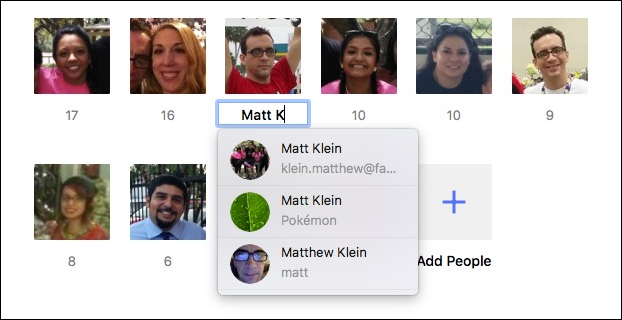 17
16
Matt K
10
10
9
Matt Klein
klein.matthew@fa...
Matt Klein
Pokémon
Matthew Klein
matt
8
6
Add People